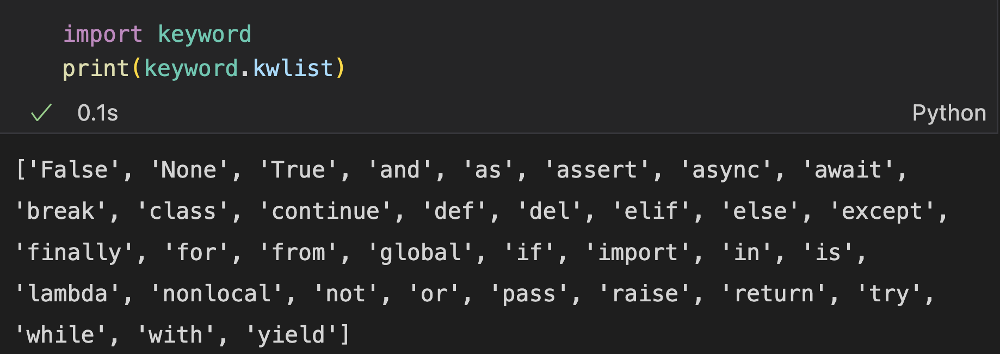 import keyword
print(keyword.kwlist)
0.1s
Python
['False', 'None', 'True', 'and', 'as', 'assert', 'async', 'await',
'break', 'class', 'continue', 'def', 'del', 'elif', 'else', 'except',
'finally', 'for', 'from', 'global', 'if', 'import', 'in', 'is',
'lambda', 'nonlocal', 'not', 'or', 'pass', 'raise', 'return', 'try',
'while', 'with', 'yield']